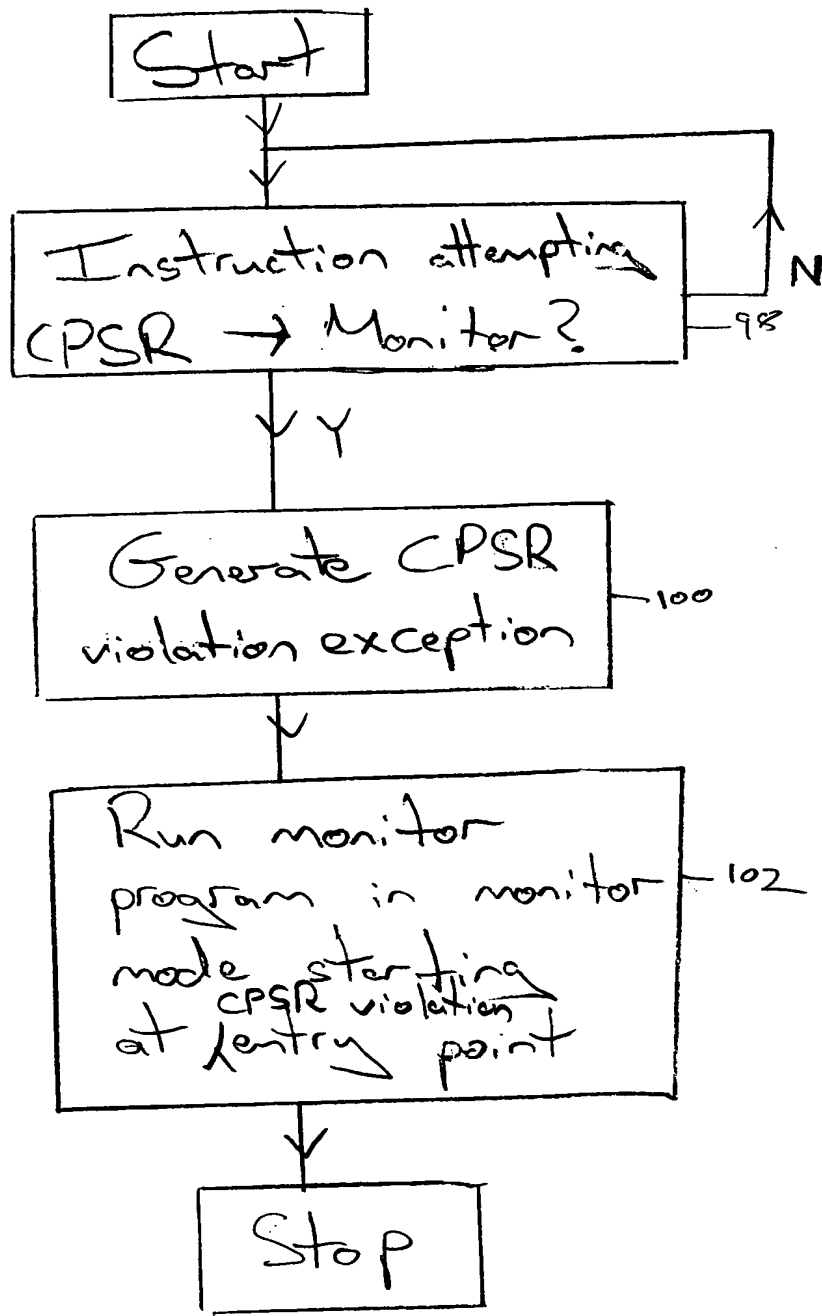 Start
Instruction attempting
CPSR → Monitor?
N
98
Y
Generate CPSR
violation exception
100
Run monitor
program in monitor
102
mode starting
CPSR violation
at entry point
Stop